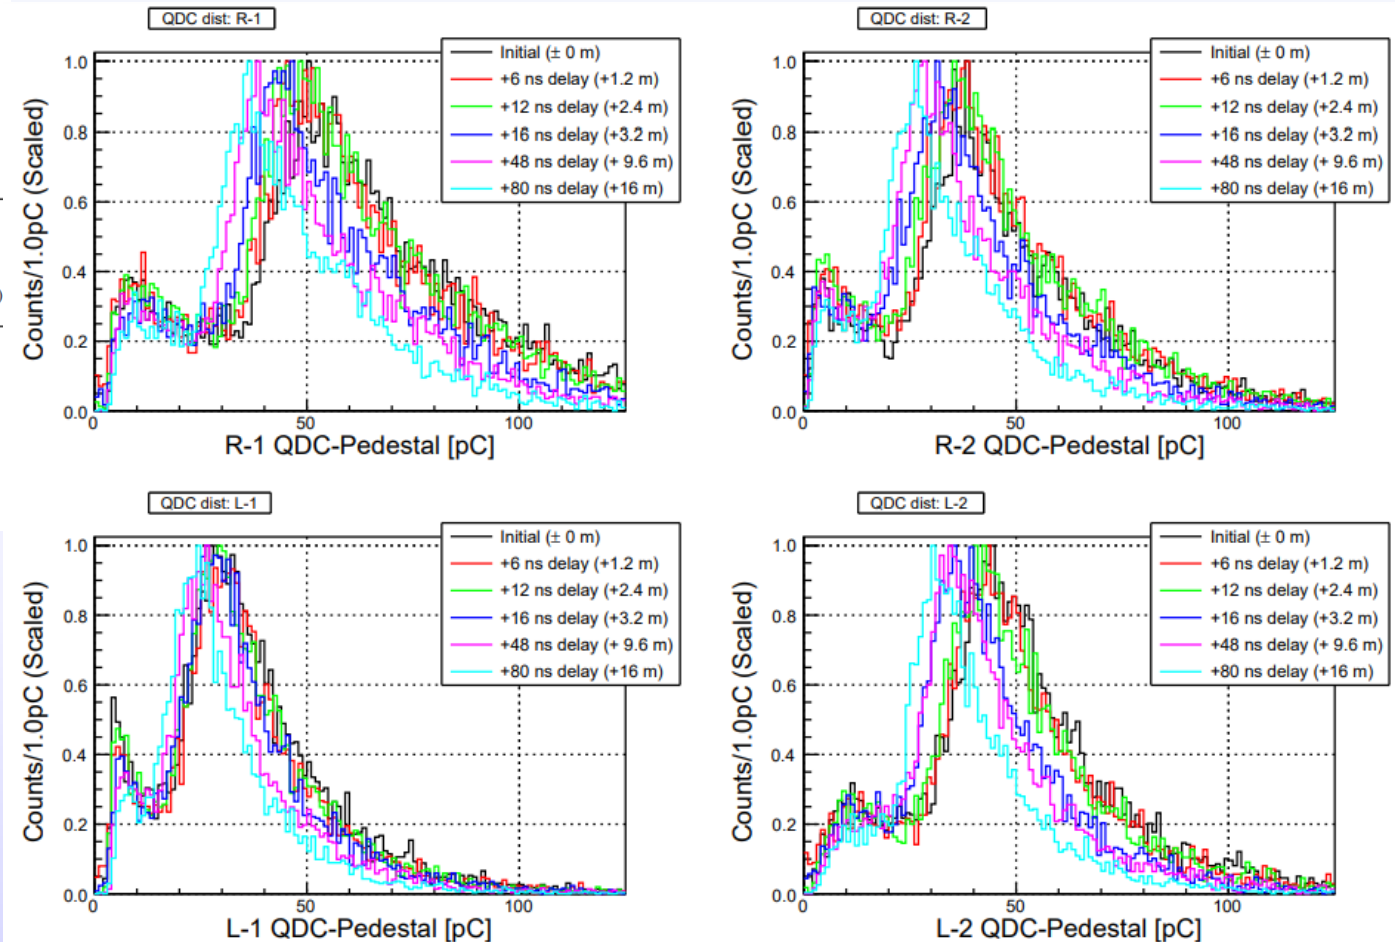 QDC dist: R-1
Counts/1.0pC (Scaled)
1.0
0.8
0.6
0.4
0.2
0.0
0
50
100
R-1 QDC-Pedestal [pC]
Initial (± 0 m)
+6 ns delay (+1.2 m)
+12 ns delay (+2.4 m)
+16 ns delay (+3.2 m)
+48 ns delay (+ 9.6 m)
+80 ns delay (+16 m)
QDC dist: R-2
Counts/1.0pC (Scaled)
1.0
0.8
0.6
0.4
0.2
0.0
0
50
100
R-2 QDC-Pedestal [pC]
Initial (± 0 m)
+6 ns delay (+1.2 m)
+12 ns delay (+2.4 m)
+16 ns delay (+3.2 m)
+48 ns delay (+ 9.6 m)
+80 ns delay (+16 m)
QDC dist: L-1
Counts/1.0pC (Scaled)
1.0
0.8
0.6
0.4
0.2
0.0
0
50
100
L-1 QDC-Pedestal [pC]
Initial (± 0 m)
+6 ns delay (+1.2 m)
+12 ns delay (+2.4 m)
+16 ns delay (+3.2 m)
+48 ns delay (+ 9.6 m)
+80 ns delay (+16 m)
QDC dist: L-2
Counts/1.0pC (Scaled)
1.0
0.8
0.6
0.4
0.2
0.0
0
50
100
L-2 QDC-Pedestal [pC]
Initial (± 0 m)
+6 ns delay (+1.2 m)
+12 ns delay (+2.4 m)
+16 ns delay (+3.2 m)
+48 ns delay (+ 9.6 m)
+80 ns delay (+16 m)